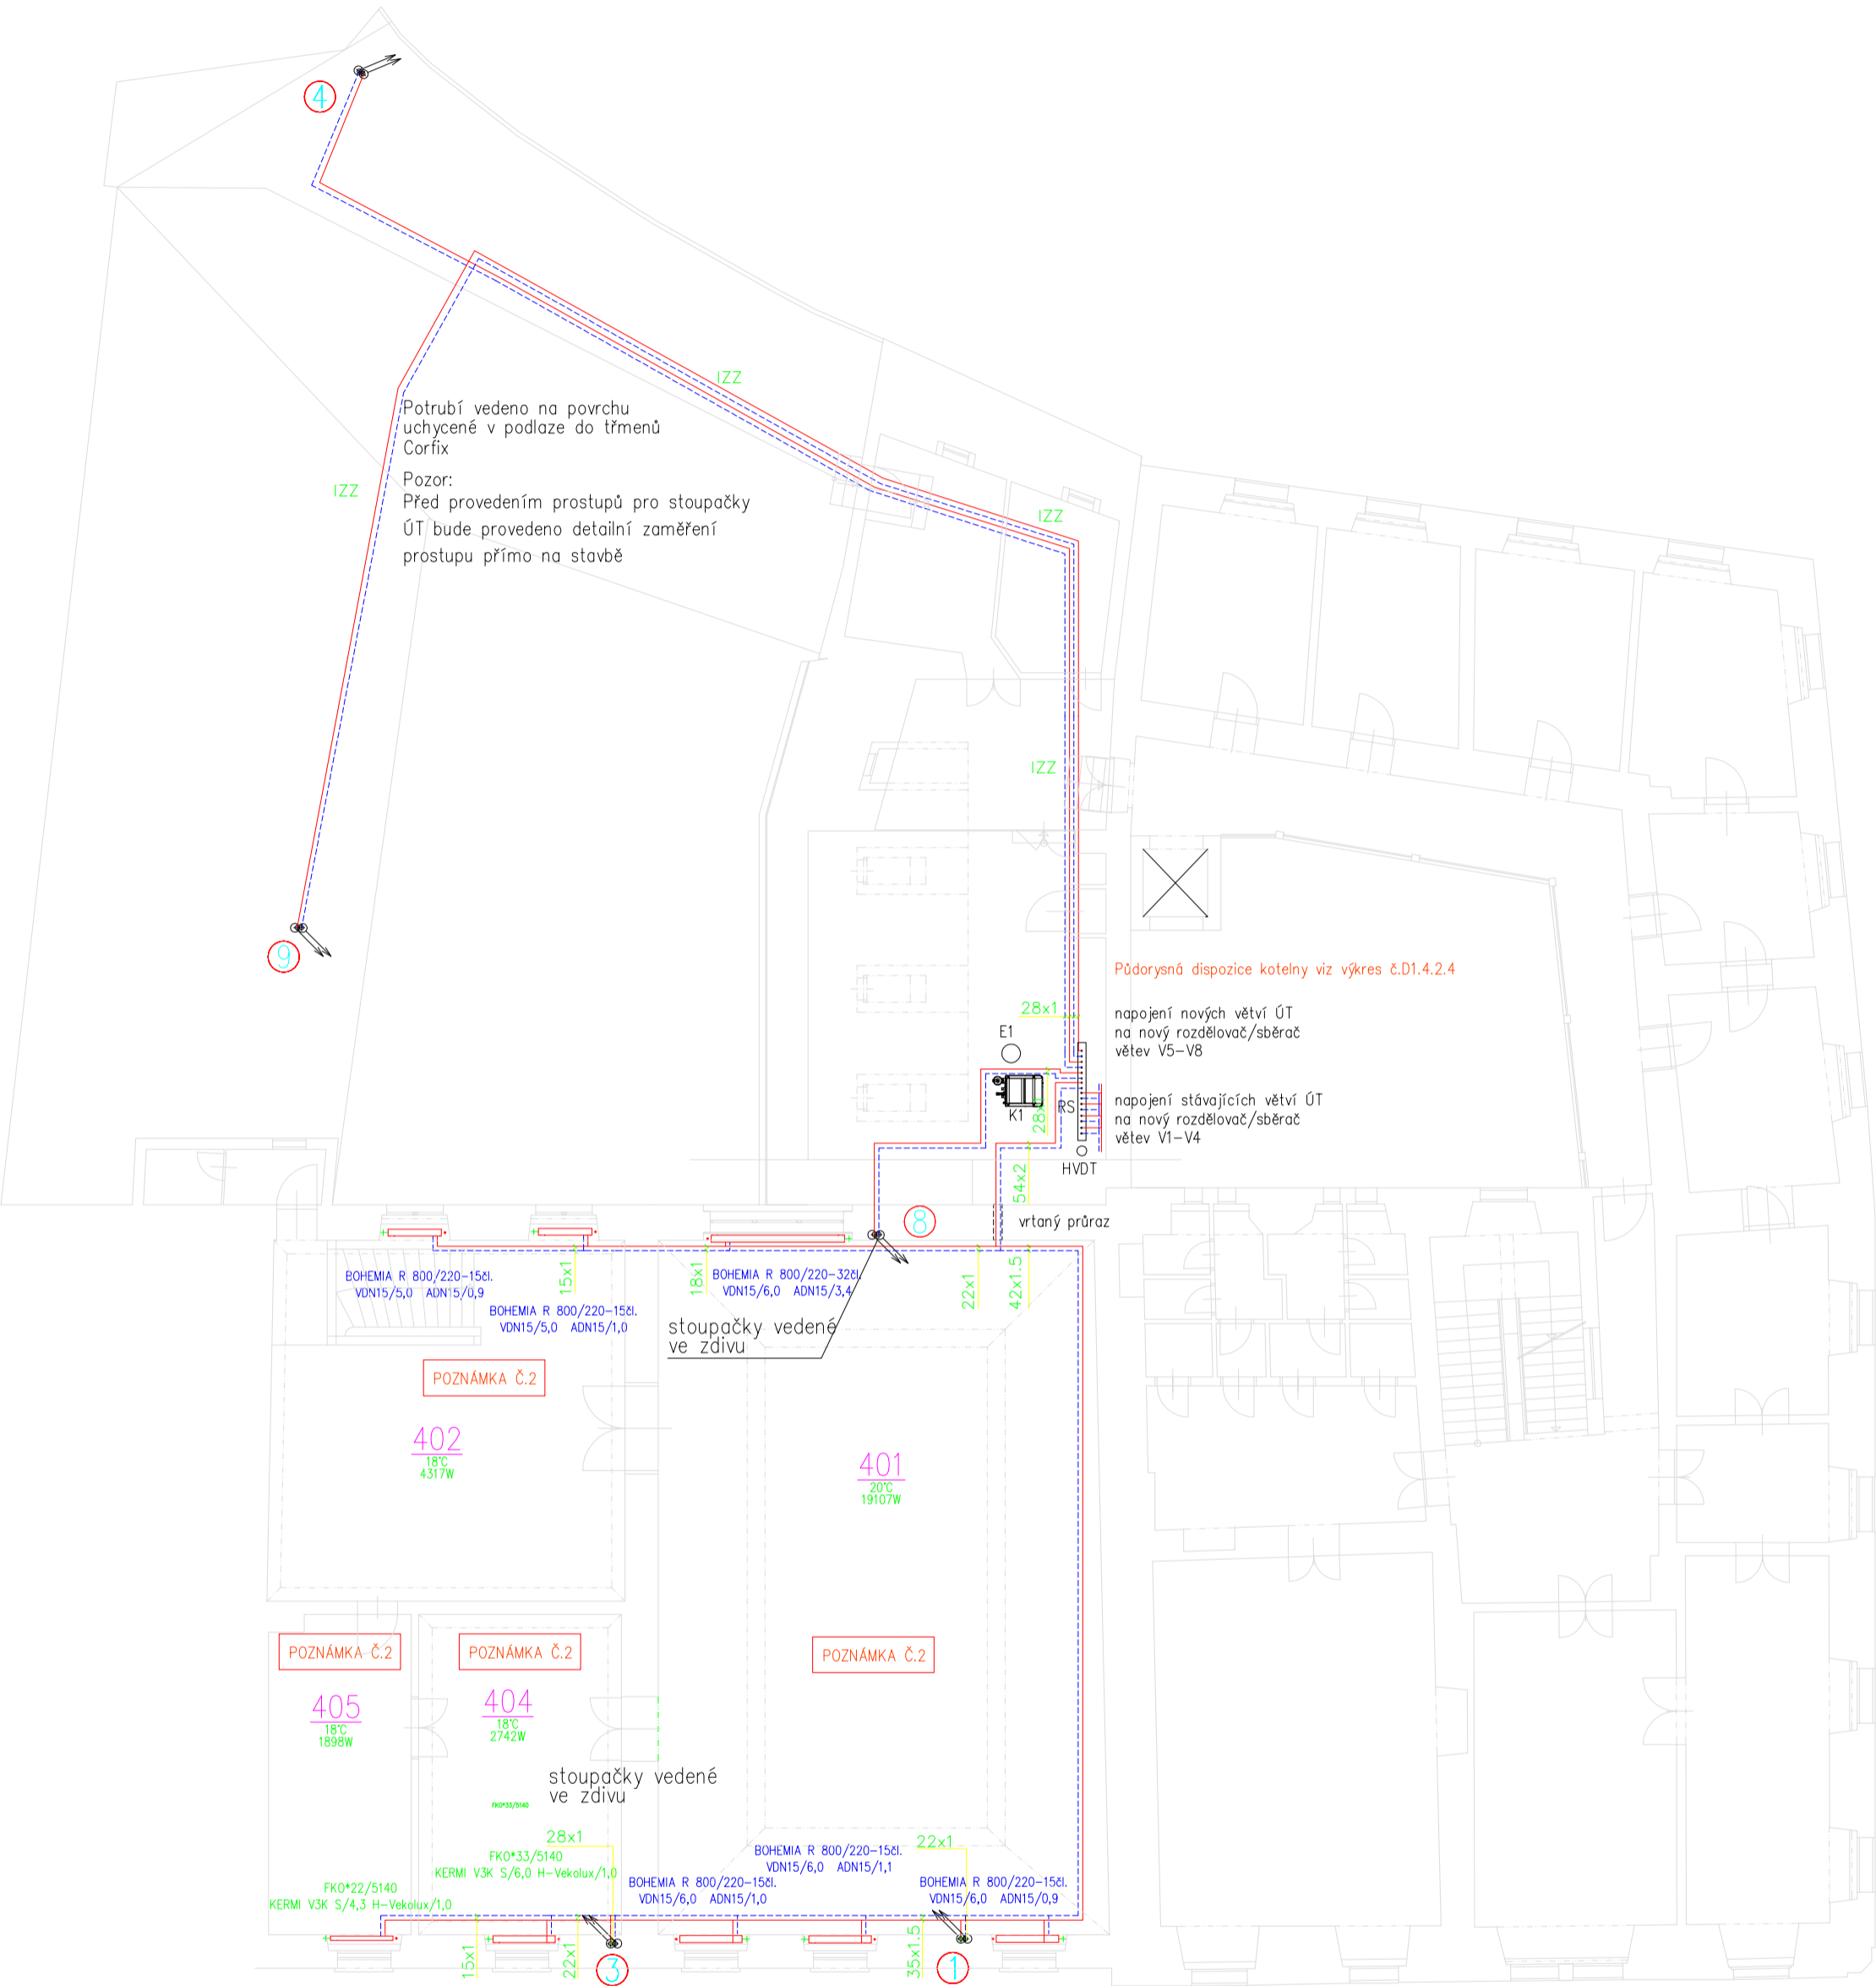 4
IZZ
Potrubí vedeno na povrchu
uchycené v podlaze do třmenů
Corfix
Pozor:
Před provedením prostupů pro stoupačky
ÚT bude provedeno detailní zaměření
prostupu přímo na stavbě
IZZ
IZZ
IZZ
9
Půdorysná dispozice kotelny viz výkres č.D1.4.2.4
28x1
napojení nových větví ÚT
na nový rozdělovač/sběrač
větev V5-V8
E1
K1
28x1
RS
napojení stávajících větví ÚT
na nový rozdělovač/sběrač
větev V1-V4
HVDT
54x2
8
vrtaný průraz
15x1
18x1
22x1
42x1.5
BOHEMIA R 800/220-15čl.
VDN15/5,0 ADN15/0,9
BOHEMIA R 800/220-15čl.
VDN15/5,0 ADN15/1,0
BOHEMIA R 800/220-32čl.
VDN15/6,0 ADN15/3,4
stoupačky vedené
ve zdivu
POZNÁMKA Č.2
402
18°C
4317W
401
20°C
19107W
POZNÁMKA Č.2
POZNÁMKA Č.2
POZNÁMKA Č.2
405
18°C
1898W
404
18°C
2742W
stoupačky vedené
ve zdivu
FKO*33/5140
28x1
22x1
FKO*33/5140
KERMI V3K S/6,0 H-Vekolux/1,0
FKO*22/5140
KERMI V3K S/4,3 H-Vekolux/1,0
BOHEMIA R 800/220-15čl.
VDN15/6,0 ADN15/1,1
BOHEMIA R 800/220-15čl.
VDN15/6,0 ADN15/1,0
BOHEMIA R 800/220-15čl.
VDN15/6,0 ADN15/0,9
15x1
22x1
35x1.5
3
1